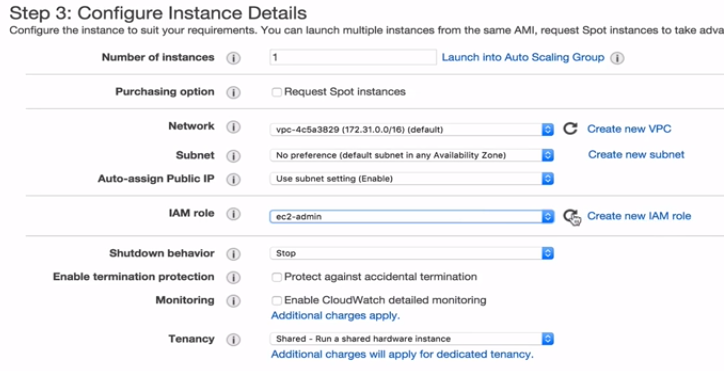 Step 3: Configure Instance Details
Configure the instance to suit your requirements. You can launch multiple instances from the same AMI, request Spot instances to take adva
Number of instances i 1 Launch into Auto Scaling Group i
Purchasing option i Request Spot instances
Network i vpc-4c5a3829 (172.31.0.0/16) (default) Create new VPC
Subnet i No preference (default subnet in any Availability Zone) Create new subnet
Auto-assign Public IP i Use subnet setting (Enable)
IAM role i ec2-admin Create new IAM role
Shutdown behavior i Stop
Enable termination protection i Protect against accidental termination
Monitoring i Enable CloudWatch detailed monitoring
Additional charges apply.
Tenancy i Shared - Run a shared hardware instance
Additional charges will apply for dedicated tenancy.